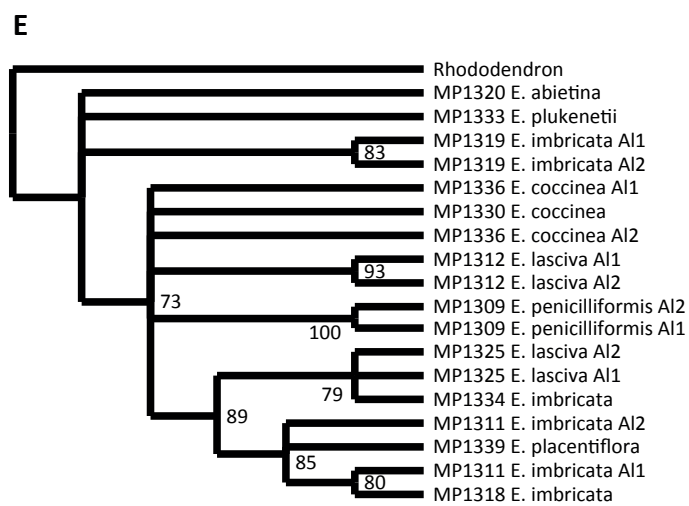 E
Rhododendron
MP1320 E. abietina
MP1333 E. plukenetii
MP1319 E. imbricata Al1
83
MP1319 E. imbricata Al2
MP1336 E. coccinea Al1
MP1330 E. coccinea
MP1336 E. coccinea Al2
MP1312 E. lasciva Al1
93
MP1312 E. lasciva Al2
73
MP1309 E. penicilliformis Al2
MP1309 E. penicilliformis Al1
100
MP1325 E. lasciva Al2
MP1325 E. lasciva Al1
79
MP1334 E. imbricata
89
MP1311 E. imbricata Al2
MP1339 E. placentiflora
85
MP1311 E. imbricata Al1
80
MP1318 E. imbricata